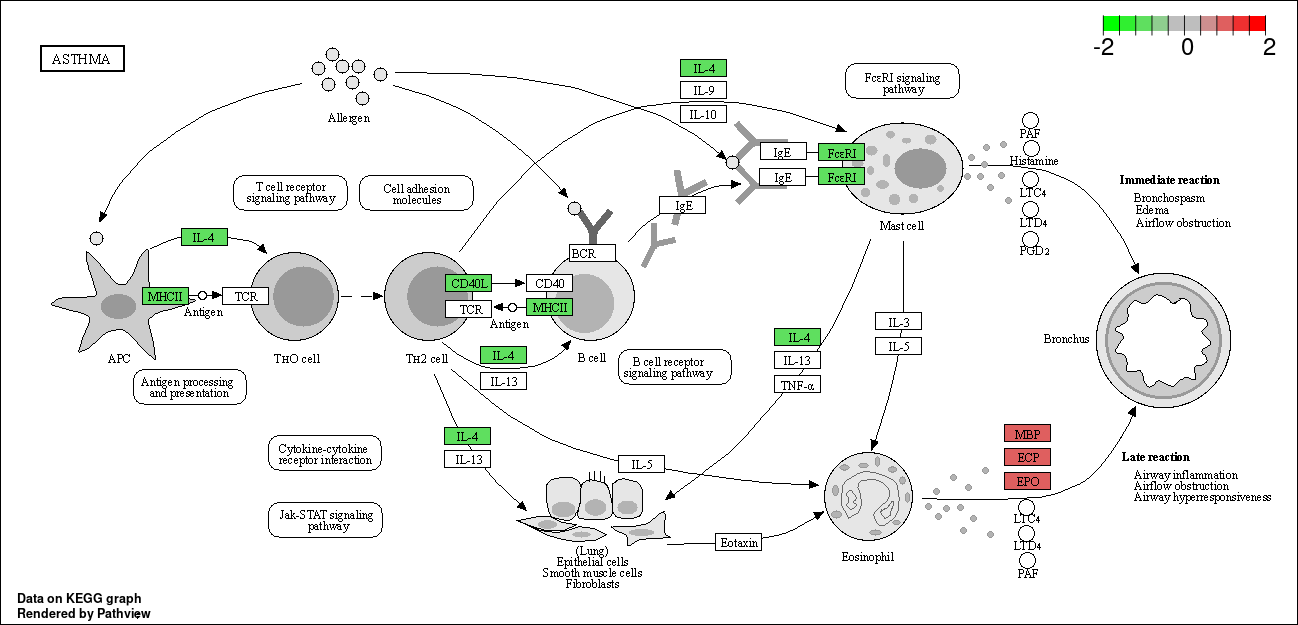 ASTHMA
-2
0
2
Allergen
IL-4
IL-9
IL-10
FcεRI signaling
pathway
IgE
FcεRI
IgE
FcεRI
Mast cell
PAF
Histamine
LTC4
LTD4
PGD2
Immediate reaction
Bronchospasm
Edema
Airflow obstruction
T cell receptor
signaling pathway
Cell adhesion
molecules
IgE
IL-4
BCR
MHCII
Antigen
TCR
CD40L
CD40
TCR
Antigen
MHCII
APC
TH0 cell
TH2 cell
B cell
IL-4
IL-13
B cell receptor
signaling pathway
IL-4
IL-13
TNF-α
IL-3
IL-5
Bronchus
Antigen processing
and presentation
IL-4
IL-13
IL-5
Cytokine-cytokine
receptor interaction
Jak-STAT signaling
pathway
MBP
ECP
EPO
LTC4
LTD4
PAF
Late reaction
Airway inflammation
Airflow obstruction
Airway hyperresponsiveness
Eotaxin
Eosinophil
(Lung)
Epithelial cells
Smooth muscle cells
Fibroblasts
Data on KEGG graph
Rendered by Pathview